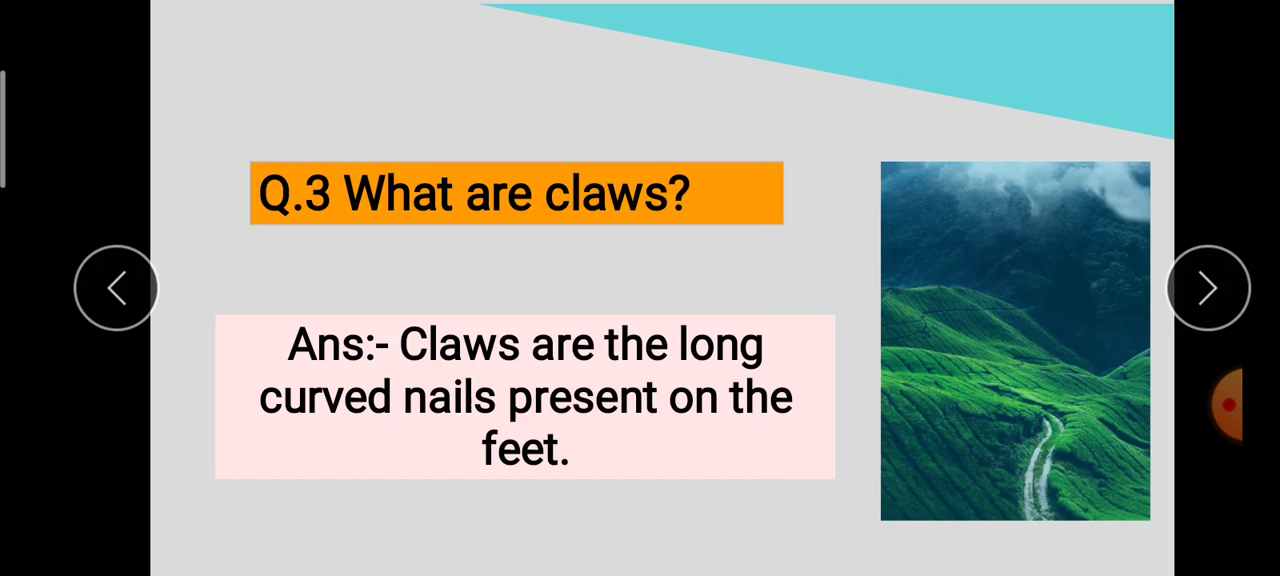 Q.3 What are claws?
Ans:- Claws are the long
curved nails present on the
feet.